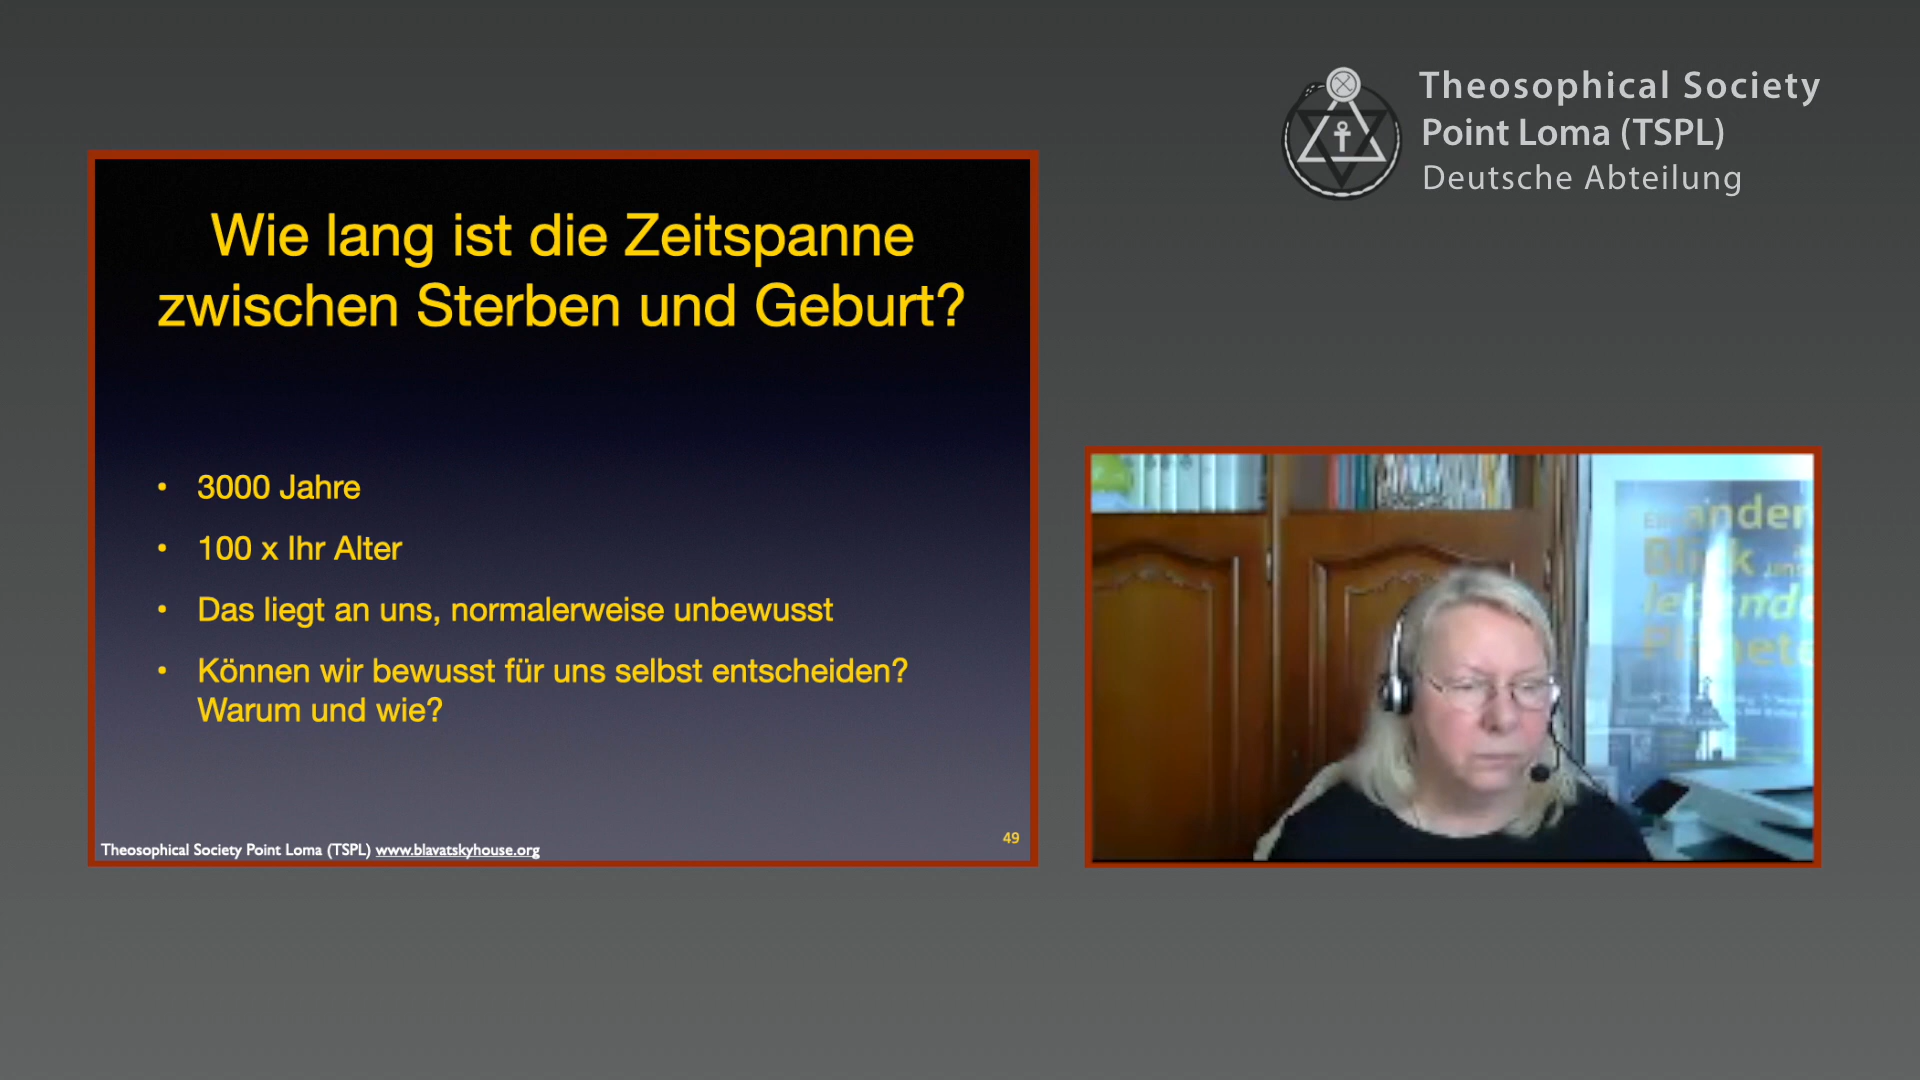 Theosophical Society
Point Loma (TSPL)
Deutsche Abteilung
Wie lang ist die Zeitspanne
zwischen Sterben und Geburt?
• 3000 Jahre
• 100 x Ihr Alter
• Das liegt an uns, normalerweise unbewusst
• Können wir bewusst für uns selbst entscheiden?
Warum und wie?
49
Theosophical Society Point Loma (TSPL) www.blavatskyhouse.org
ander
Blick